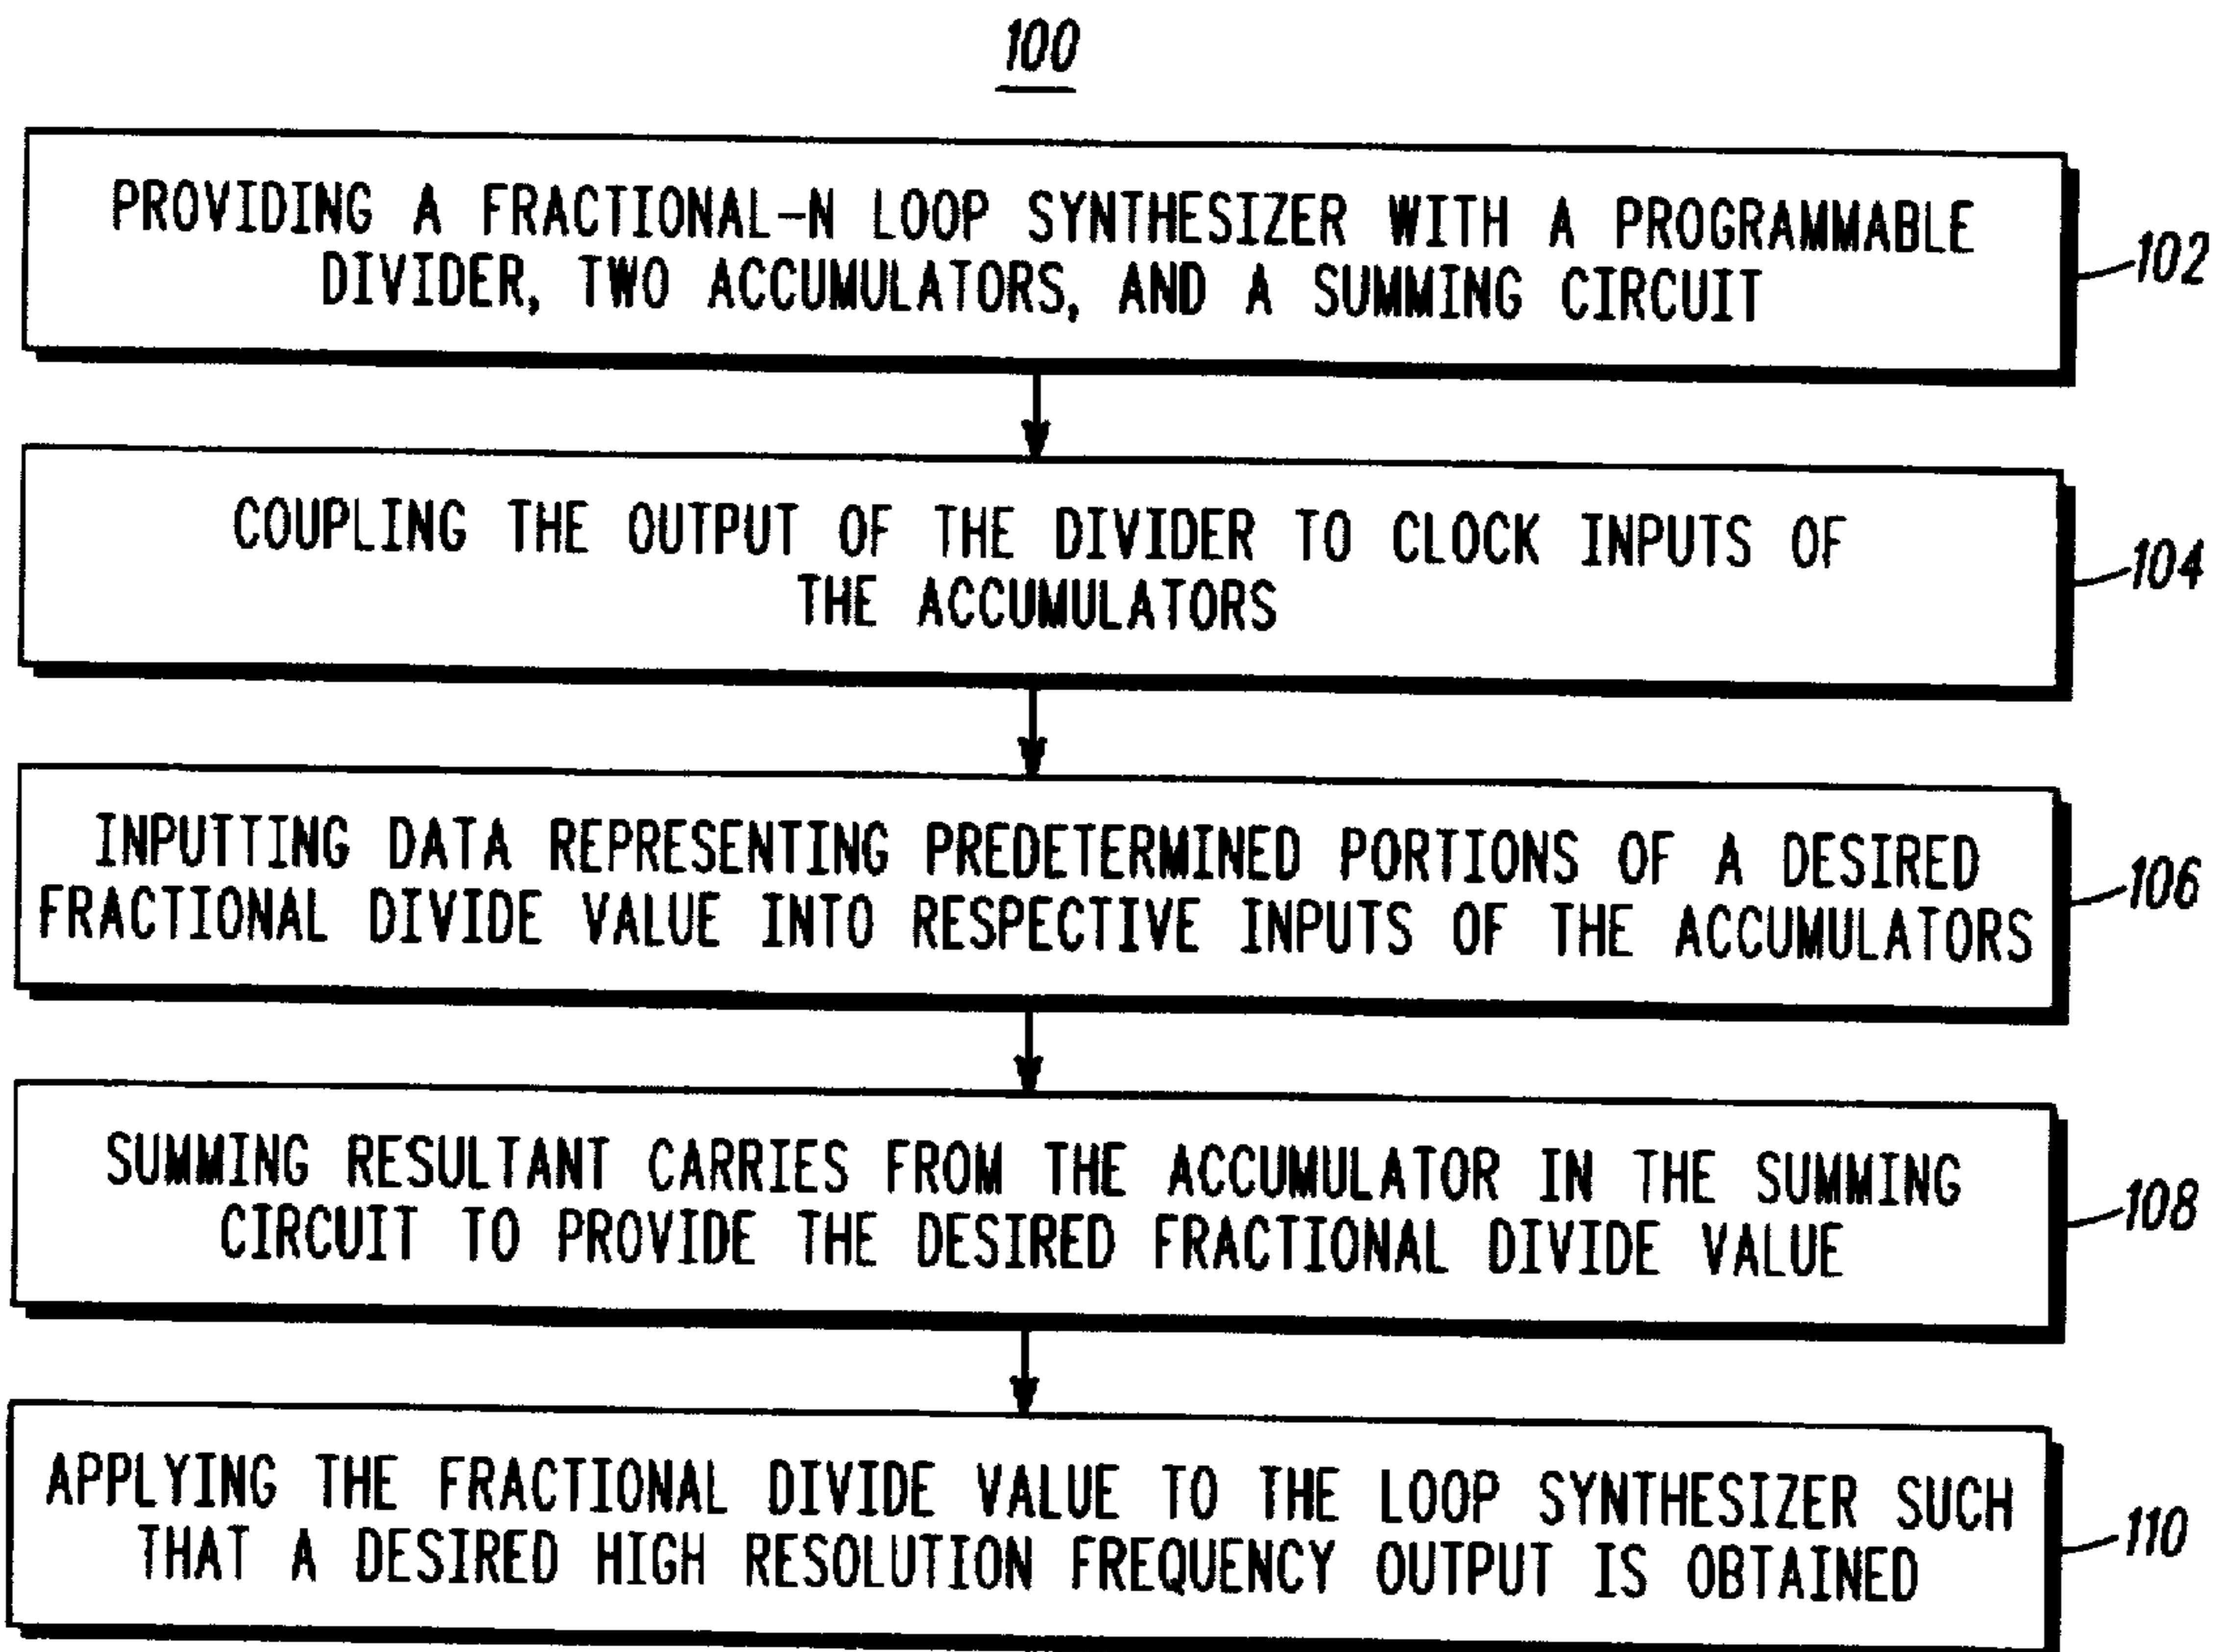 100
PROVIDING A FRACTIONAL-N LOOP SYNTHESIZER WITH A PROGRAMMABLE
DIVIDER, TWO ACCUMULATORS, AND A SUMMING CIRCUIT
102
COUPLING THE OUTPUT OF THE DIVIDER TO CLOCK INPUTS OF
THE ACCUMULATORS
104
INPUTTING DATA REPRESENTING PREDETERMINED PORTIONS OF A DESIRED
FRACTIONAL DIVIDE VALUE INTO RESPECTIVE INPUTS OF THE ACCUMULATORS
106
SUMMING RESULTANT CARRIES FROM THE ACCUMULATOR IN THE SUMMING
CIRCUIT TO PROVIDE THE DESIRED FRACTIONAL DIVIDE VALUE
108
APPLYING THE FRACTIONAL DIVIDE VALUE TO THE LOOP SYNTHESIZER SUCH
THAT A DESIRED HIGH RESOLUTION FREQUENCY OUTPUT IS OBTAINED
110